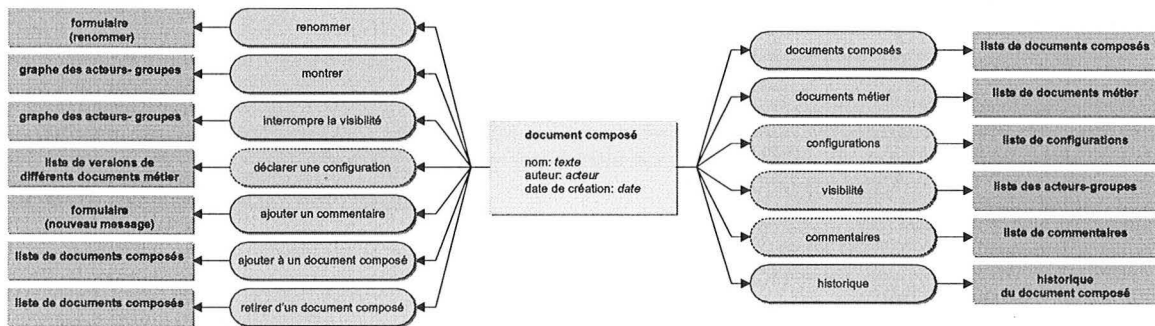 formulaire
(renommer)
renommer
graphe des acteurs- groupes
montrer
graphe des acteurs- groupes
interrompre la visibilité
liste de versions de
différents documents métier
déclarer une configuration
formulaire
(nouveau message)
ajouter un commentaire
liste de documents composés
ajouter à un document composé
liste de documents composés
retirer d'un document composé
document composé
nom: texte
auteur: acteur
date de création: date
documents composés
liste de documents composés
documents métier
liste de documents métier
configurations
liste de configurations
visibilité
liste des acteurs-groupes
commentaires
liste de commentaires
historique
historique
du document composé